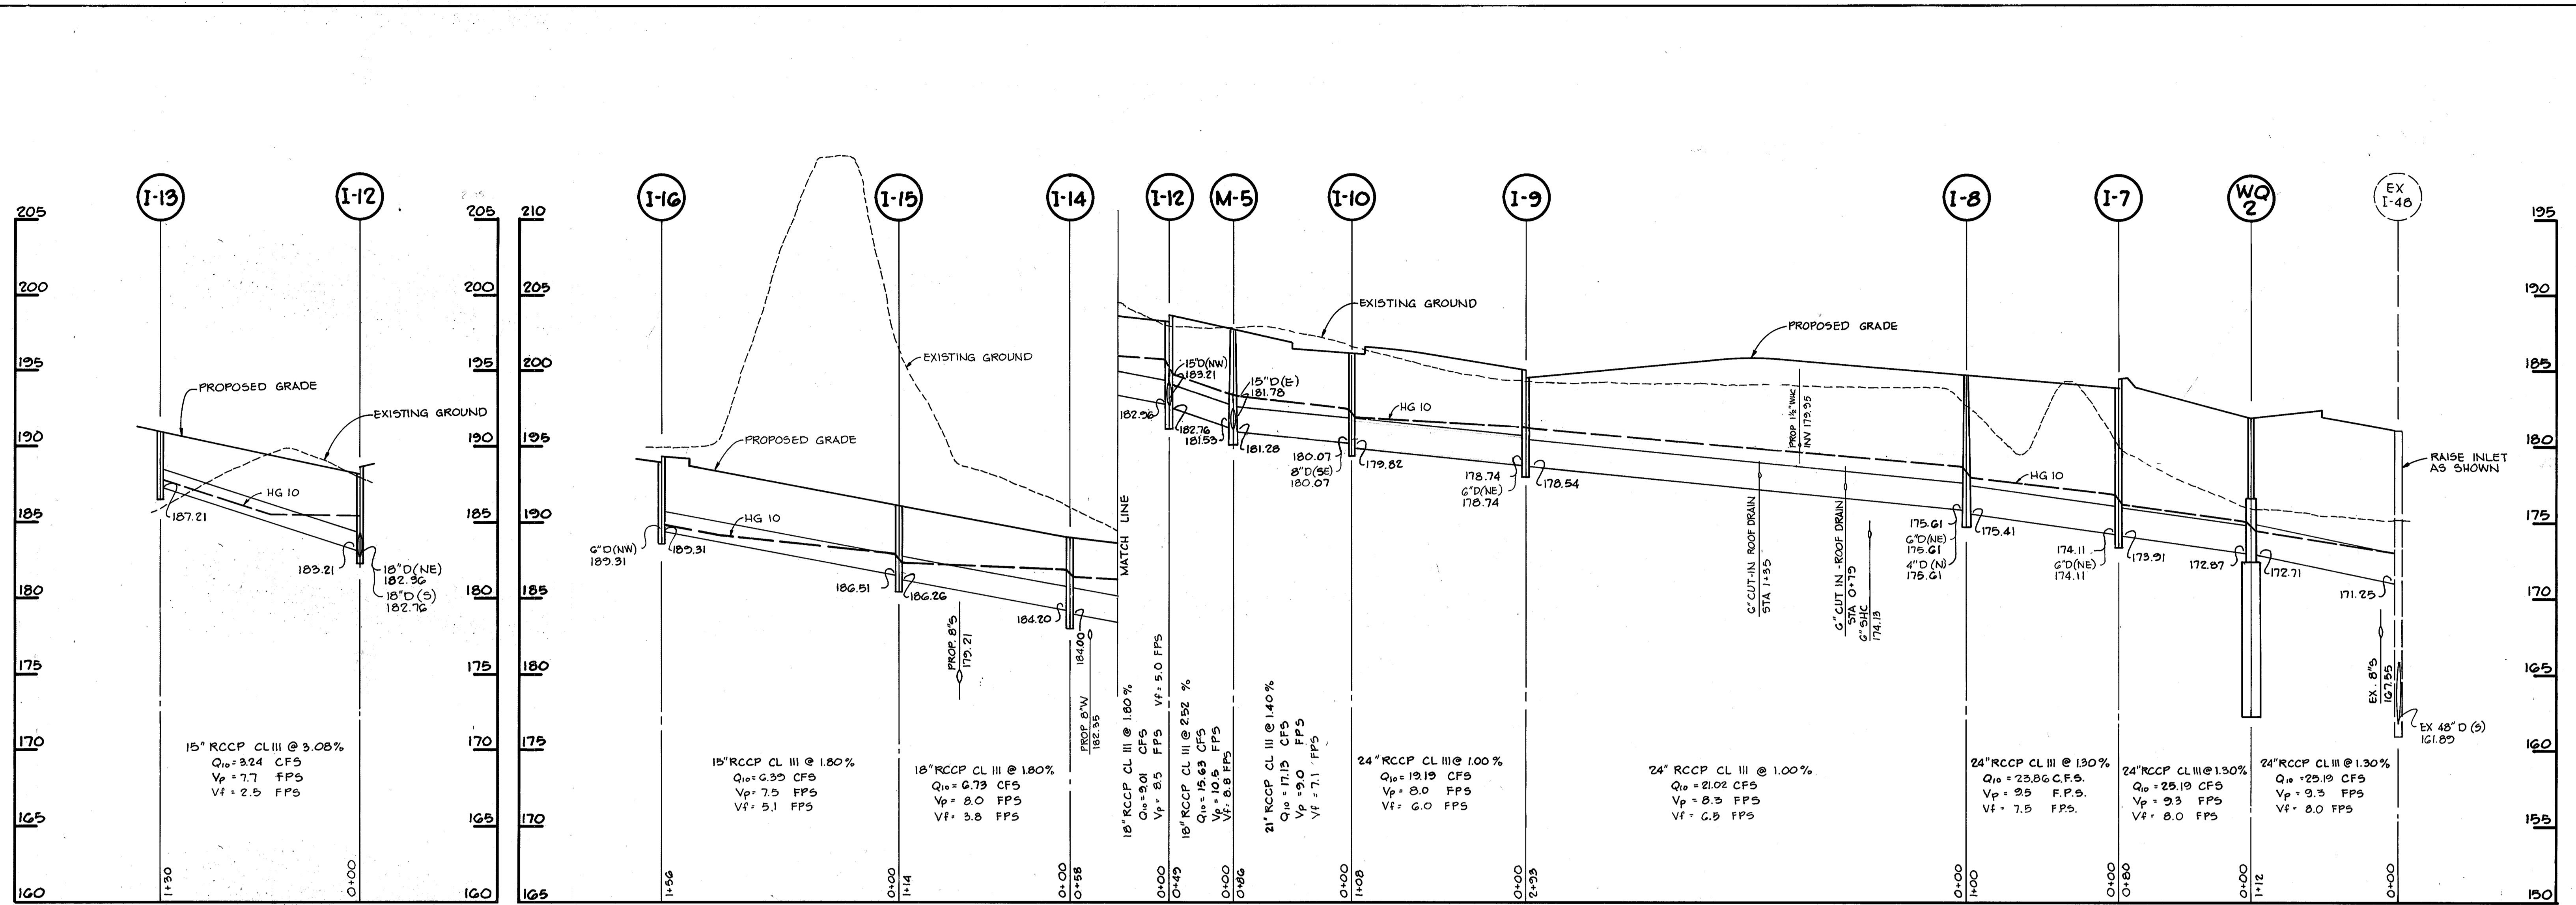 I-13
I-12
I-16
I-15
I-14
I-12
M-5
I-10
I-9
I-8
I-7
WQ
2
EX
I-48
205
200
195
190
185
180
175
170
165
160
205
200
195
190
185
180
175
170
165
160
210
205
200
195
190
185
180
175
170
165
195
190
185
180
175
170
165
160
155
150
PROPOSED GRADE
EXISTING GROUND
HG 10
187.21
183.21
18"D(NE)
182.96
18"D(S)
182.76
15" RCCP CL III @ 3.08%
Q10 = 3.24 CFS
Vp = 7.7 FPS
Vf = 2.5 FPS
1+30
0+00
EXISTING GROUND
PROPOSED GRADE
HG 10
6"D(NW)
189.31
189.31
186.51
186.26
184.20
184.00
PROP. 8"S
179.21
PROP 8"W
182.35
MATCH LINE
15" RCCP CL III @ 1.80%
Q10 = 6.39 CFS
Vp = 7.5 FPS
Vf = 5.1 FPS
18" RCCP CL III @ 1.80%
Q10 = 6.73 CFS
Vp = 8.0 FPS
Vf = 3.8 FPS
1+56
0+00
1+14
0+00
0+58
18" RCCP CL III @ 1.80%
Q10 = 9.01 CFS
Vp = 8.5 FPS Vf = 5.0 FPS
18" RCCP CL III @ 2.52 %
Q10 = 15.63 CFS
Vp = 10.5 FPS
Vf = 8.8 FPS
21" RCCP CL III @ 1.40%
Q10 = 17.13 CFS
Vp = 9.0 FPS
Vf = 7.1 FPS
15"D(NW)
183.21
182.96
182.76
181.53
15"D(E)
181.78
181.28
EXISTING GROUND
HG 10
180.07
8"D(SE)
180.07
179.82
178.74
6"D(NE)
178.74
178.54
PROPOSED GRADE
PROP 1½"WHC
INV 179.95
6" CUT-IN ROOF DRAIN
STA 1+35
6" CUT IN - ROOF DRAIN
STA 0+79
6" SHC
174.13
175.61
6"D(NE)
175.61
4"D(N)
175.61
175.41
HG 10
174.11
6"D(NE)
174.11
173.91
172.87
172.71
171.25
RAISE INLET
AS SHOWN
EX. 8"S
167.55
EX 48" D (S)
161.89
24" RCCP CL III @ 1.00%
Q10 = 19.19 CFS
Vp = 8.0 FPS
Vf = 6.0 FPS
24" RCCP CL III @ 1.00%
Q10 = 21.02 CFS
Vp = 8.3 FPS
Vf = 6.5 FPS
24" RCCP CL III @ 1.30%
Q10 = 23.86 C.F.S.
Vp = 9.5 F.P.S.
Vf = 7.5 F.P.S.
24" RCCP CL III @ 1.30%
Q10 = 25.19 CFS
Vp = 9.3 FPS
Vf = 8.0 FPS
24" RCCP CL III @ 1.30%
Q10 = 25.19 CFS
Vp = 9.3 FPS
Vf = 8.0 FPS
0+00
0+49
0+00
0+86
0+00
1+08
0+00
2+93
0+00
1+00
0+00
0+80
0+00
1+12
0+00